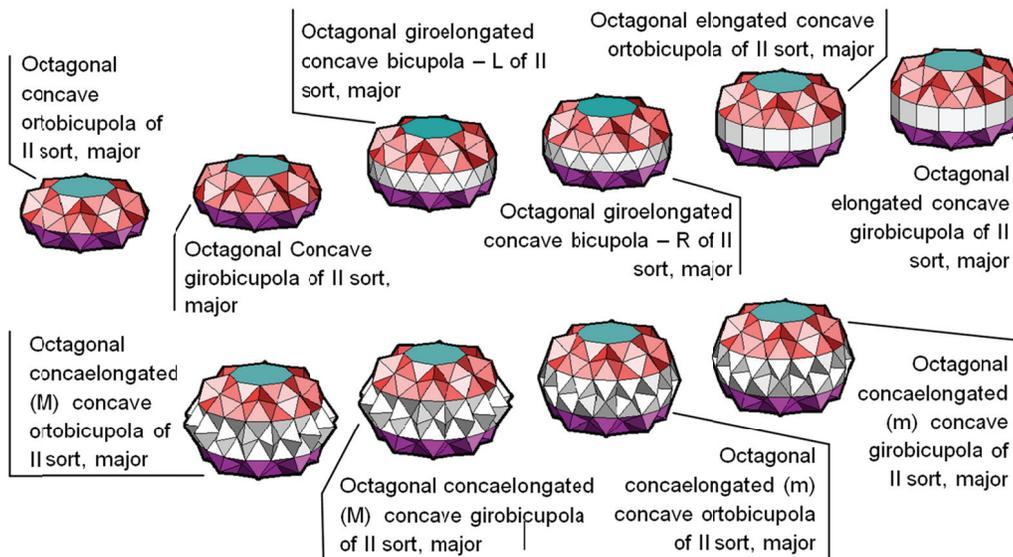 Octagonal
concave
ortobicupola of
II sort, major
Octagonal Concave
girobicupola of II sort,
major
Octagonal giroelongated
concave bicupola – L of II
sort, major
Octagonal giroelongated
concave bicupola – R of II
sort, major
Octagonal elongated concave
ortobicupola of II sort, major
Octagonal
elongated concave
girobicupola of II
sort, major
Octagonal
concaelongated
(M) concave
ortobicupola of
II sort, major
Octagonal concaelongated
(M) concave girobicupola
of II sort, major
Octagonal
concaelongated (m)
concave ortobicupola
of II sort, major
Octagonal
concaelongated
(m) concave
girobicupola of
II sort, major